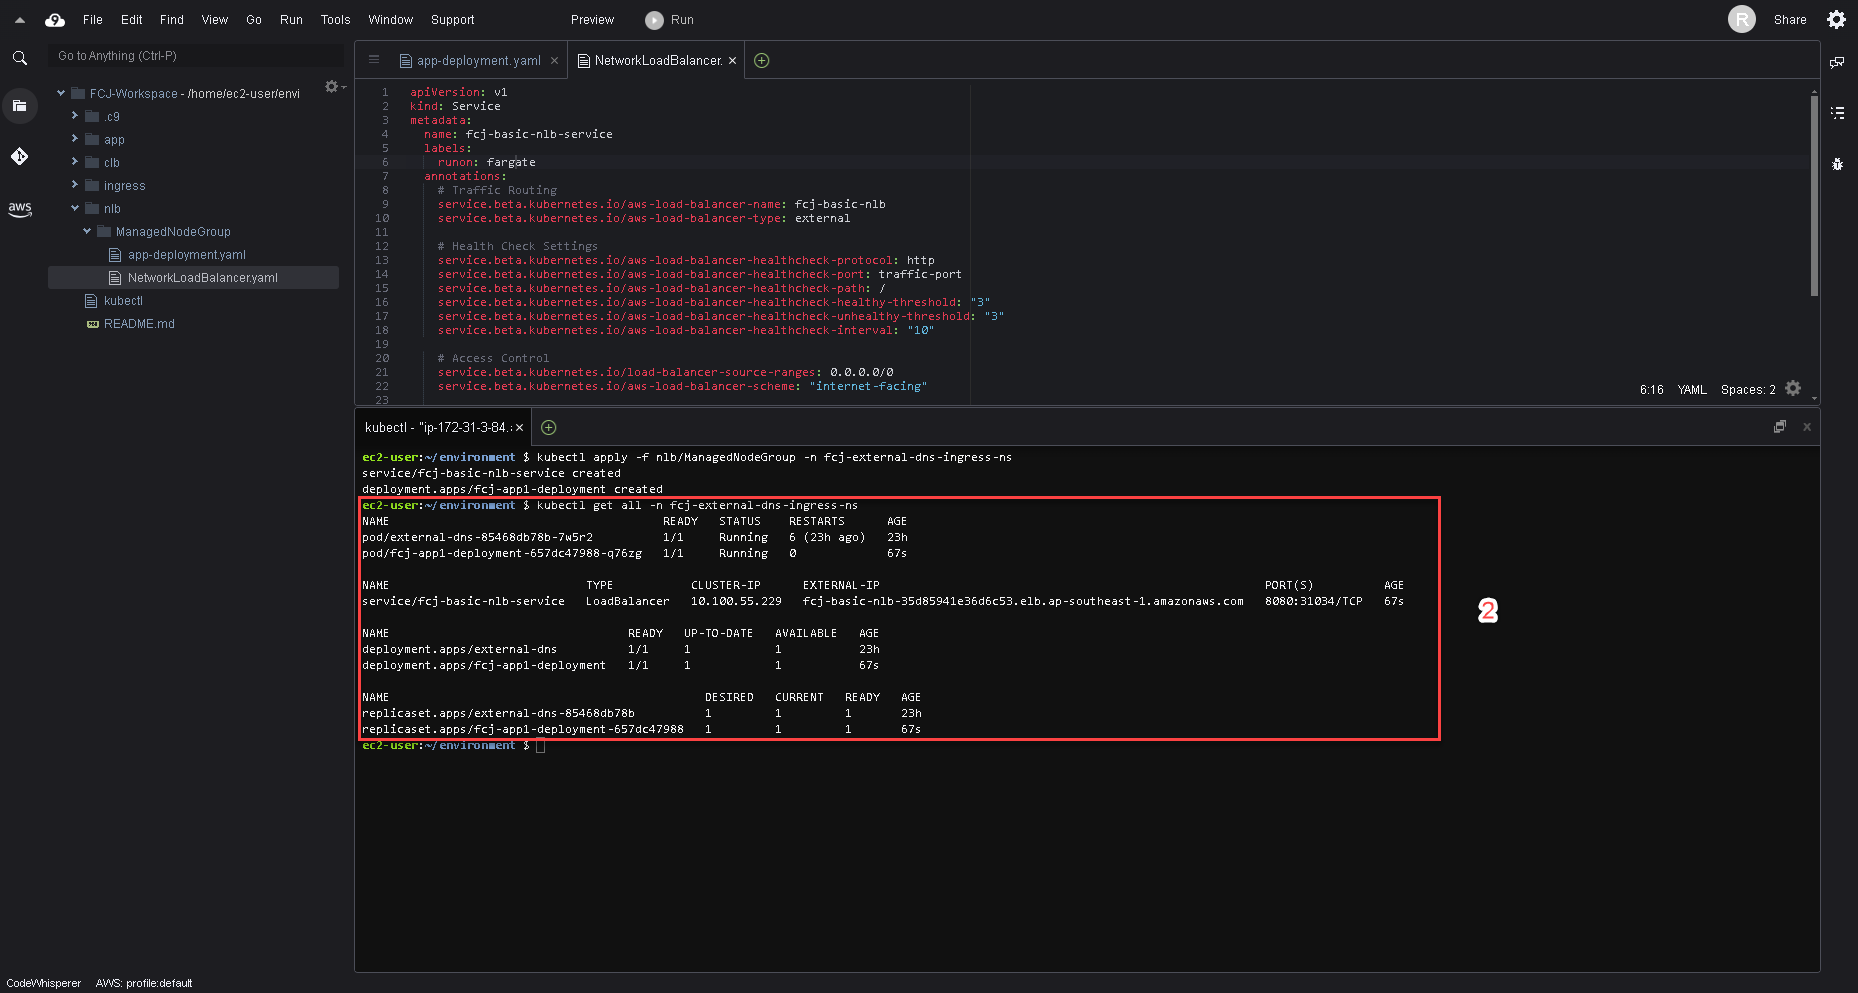 9 File Edit Find View Go Run Tools Window Support Preview Run R Share
Go to Anything (Ctrl-P)
FCJ-Workspace - /home/ec2-user/envi
.c9
app
clb
ingress
nlb
ManagedNodeGroup
app-deployment.yaml
NetworkLoadBalancer.yaml
kubectl
README.md
aws
app-deployment.yaml × NetworkLoadBalancer. ×
1 apiVersion: v1
2 kind: Service
3 metadata:
4 name: fcj-basic-nlb-service
5 labels:
6 runon: fargate
7 annotations:
8 # Traffic Routing
9 service.beta.kubernetes.io/aws-load-balancer-name: fcj-basic-nlb
10 service.beta.kubernetes.io/aws-load-balancer-type: external
11
12 # Health Check Settings
13 service.beta.kubernetes.io/aws-load-balancer-healthcheck-protocol: http
14 service.beta.kubernetes.io/aws-load-balancer-healthcheck-port: traffic-port
15 service.beta.kubernetes.io/aws-load-balancer-healthcheck-path: /
16 service.beta.kubernetes.io/aws-load-balancer-healthcheck-healthy-threshold: "3"
17 service.beta.kubernetes.io/aws-load-balancer-healthcheck-unhealthy-threshold: "3"
18 service.beta.kubernetes.io/aws-load-balancer-healthcheck-interval: "10"
19
20 # Access Control
21 service.beta.kubernetes.io/load-balancer-source-ranges: 0.0.0.0/0
22 service.beta.kubernetes.io/aws-load-balancer-scheme: "internet-facing"
23
6:16 YAML Spaces: 2
kubectl - "ip-172-31-3-84.: ×
ec2-user:~/environment $ kubectl apply -f nlb/ManagedNodeGroup -n fcj-external-dns-ingress-ns
service/fcj-basic-nlb-service created
deployment.apps/fcj-app1-deployment created
ec2-user:~/environment $ kubectl get all -n fcj-external-dns-ingress-ns
NAME READY STATUS RESTARTS AGE
pod/external-dns-85468db78b-7w5r2 1/1 Running 6 (23h ago) 23h
pod/fcj-app1-deployment-657dc47988-q76zg 1/1 Running 0 67s
NAME TYPE CLUSTER-IP EXTERNAL-IP PORT(S) AGE
service/fcj-basic-nlb-service LoadBalancer 10.100.55.229 fcj-basic-nlb-35d85941e36d6c53.elb.ap-southeast-1.amazonaws.com 8080:31034/TCP 67s
NAME READY UP-TO-DATE AVAILABLE AGE
deployment.apps/external-dns 1/1 1 1 23h
deployment.apps/fcj-app1-deployment 1/1 1 1 67s
NAME DESIRED CURRENT READY AGE
replicaset.apps/external-dns-85468db78b 1 1 1 23h
replicaset.apps/fcj-app1-deployment-657dc47988 1 1 1 67s
ec2-user:~/environment $
2
CodeWhisperer AWS: profile:default